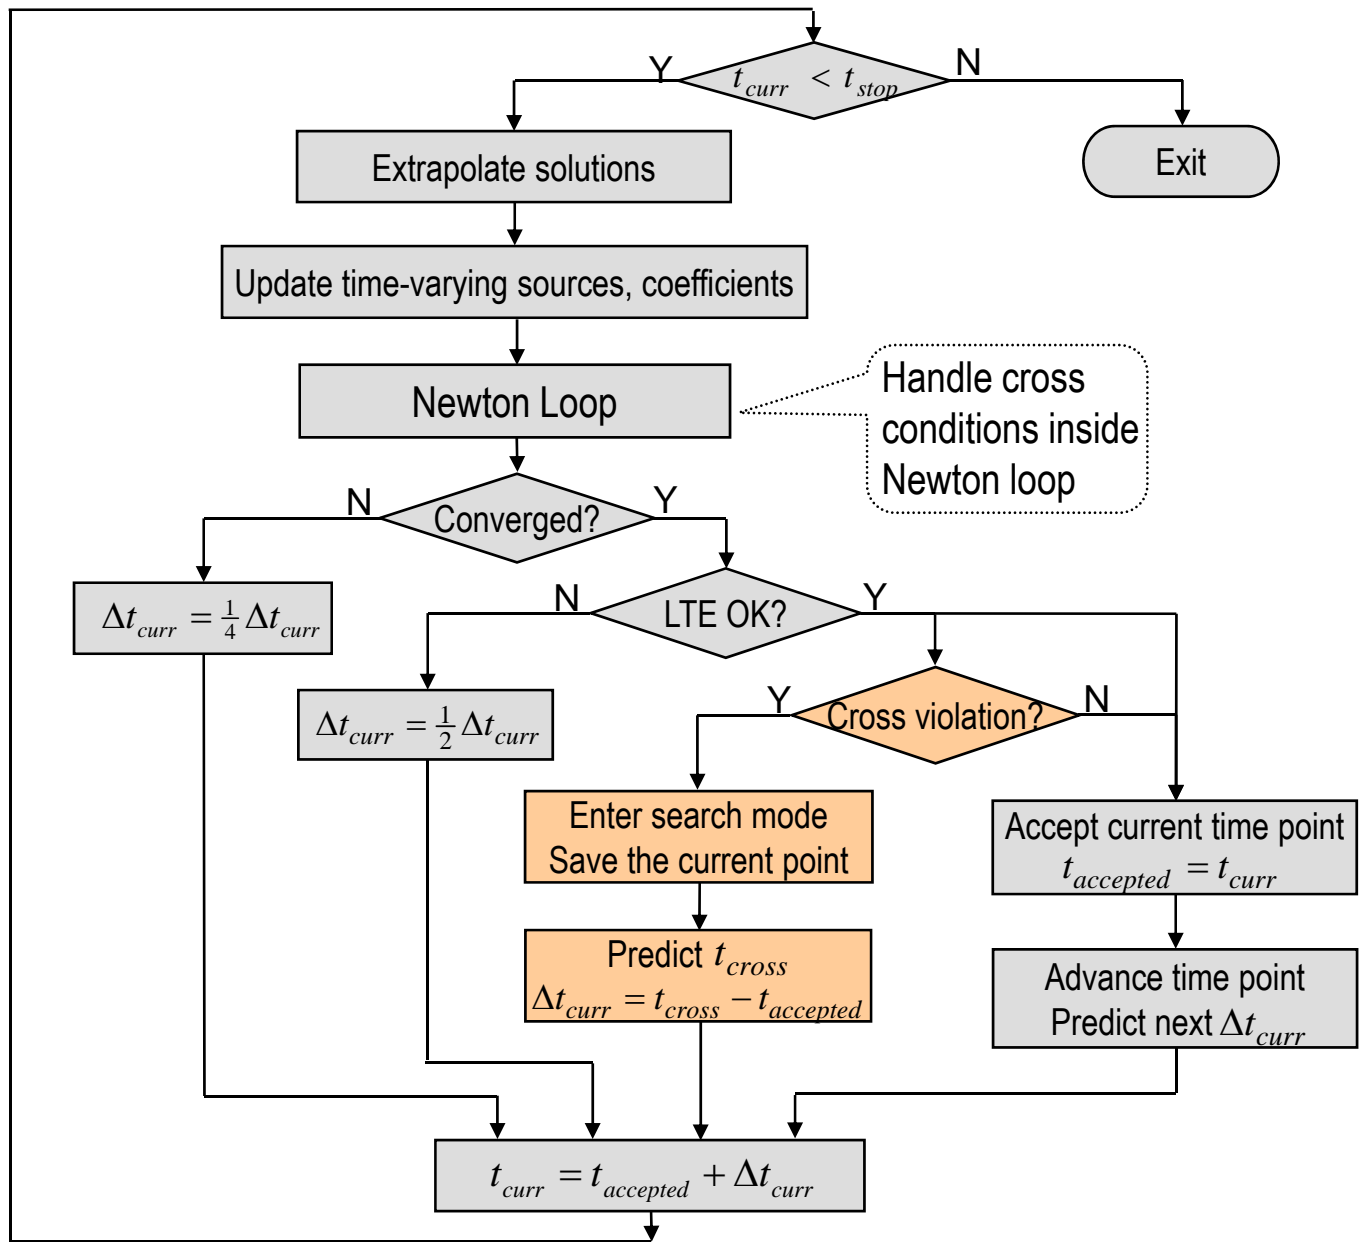 Y
t_curr < t_stop
N
Extrapolate solutions
Exit
Update time-varying sources, coefficients
Newton Loop
Handle cross
conditions inside
Newton loop
N
Converged?
Y
Δt_curr = 1/4 Δt_curr
N
LTE OK?
Y
Δt_curr = 1/2 Δt_curr
Y
Cross violation?
N
Enter search mode
Save the current point
Accept current time point
t_accepted = t_curr
Predict t_cross
Δt_curr = t_cross − t_accepted
Advance time point
Predict next Δt_curr
t_curr = t_accepted + Δt_curr